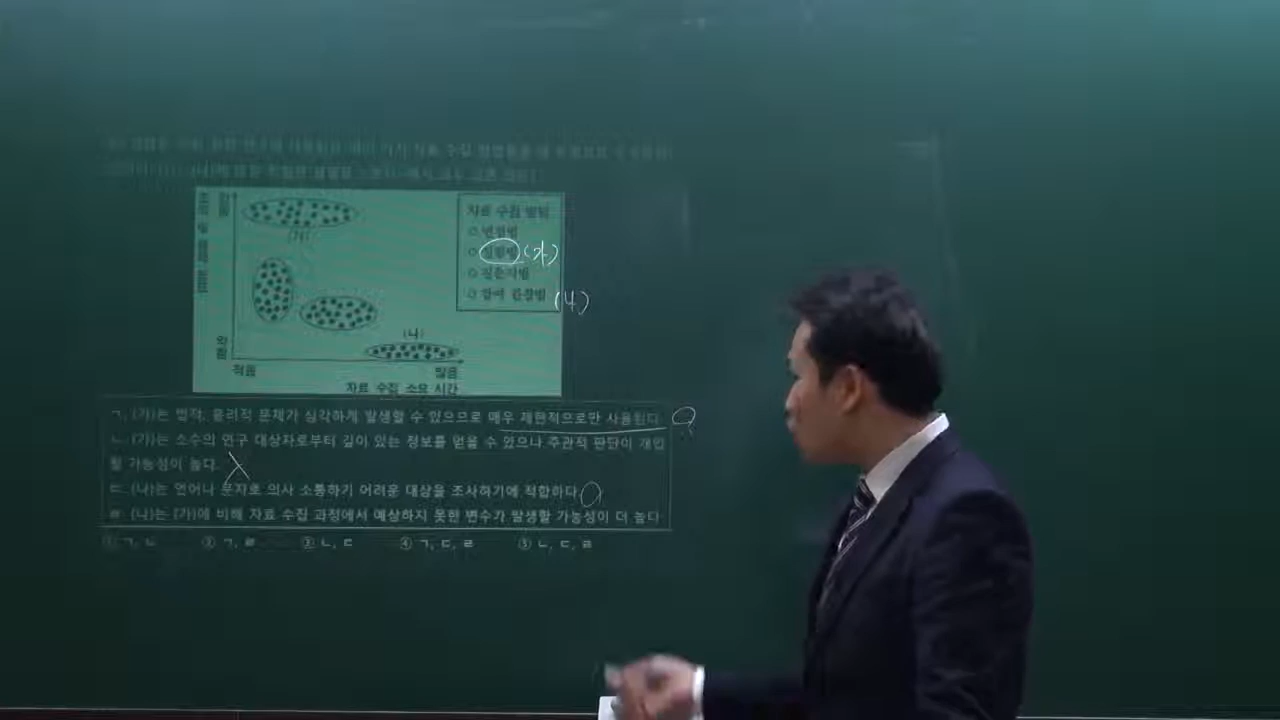 자료 수집 방법
강함
○ 면접법
○ 실험법 (가)
○ 질문지법
○ 참여 관찰법 (나)
(가)
(나)
약함
적음
많음
자료 수집 소요 시간
ㄱ. (가)는 법적, 윤리적 문제가 심각하게 발생할 수 있으므로 매우 제한적으로만 사용된다.
ㄴ. (가)는 소수의 연구 대상자로부터 깊이 있는 정보를 얻을 수 있으나 주관적 판단이 개입
될 가능성이 높다.
ㄷ. (나)는 언어나 문자로 의사 소통하기 어려운 대상을 조사하기에 적합하다.
ㄹ. (나)는 (가)에 비해 자료 수집 과정에서 예상하지 못한 변수가 발생할 가능성이 더 높다
① ㄱ, ㄴ ② ㄱ, ㄹ ③ ㄴ, ㄷ ④ ㄱ, ㄷ, ㄹ ⑤ ㄴ, ㄷ, ㄹ